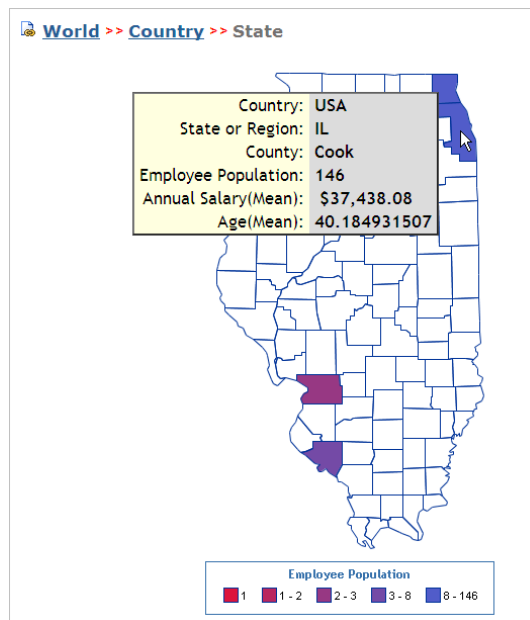 World >> Country >> State
Country: USA
State or Region: IL
County: Cook
Employee Population: 146
Annual Salary(Mean): $37,438.08
Age(Mean): 40.184931507
Employee Population
1 1 - 2 2 - 3 3 - 8 8 - 146